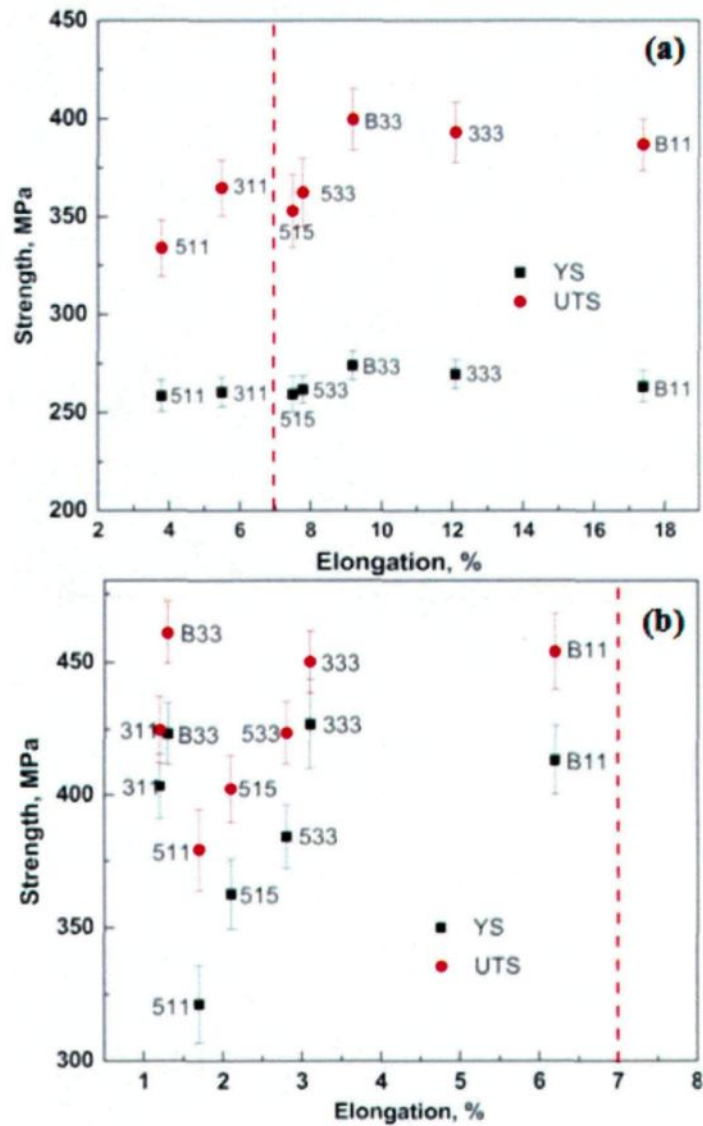 450
(a)
400
B33
333
B11
311
533
350
515
511
Strength, MPa
300
YS
UTS
B33
333
B11
511
311
533
250
515
200
2
4
6
8
10
12
14
16
18
Elongation, %
(b)
B33
450
333
B11
311
B33
533
333
B11
400
311
515
511
533
515
Strength, MPa
350
YS
UTS
511
300
1
2
3
4
5
6
7
8
Elongation, %